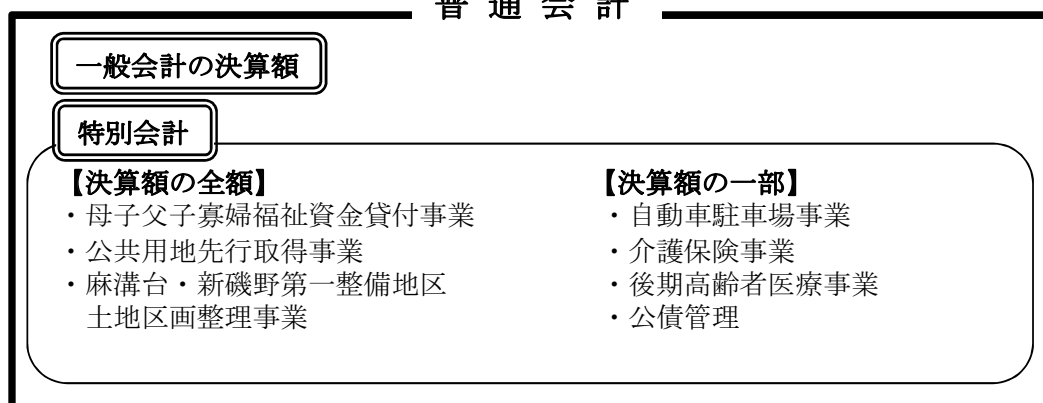 普通会計
一般会計の決算額
特別会計
【決算額の全額】
・母子父子寡婦福祉資金貸付事業
・公共用地先行取得事業
・麻溝台・新磯野第一整備地区
土地区画整理事業
【決算額の一部】
・自動車駐車場事業
・介護保険事業
・後期高齢者医療事業
・公債管理